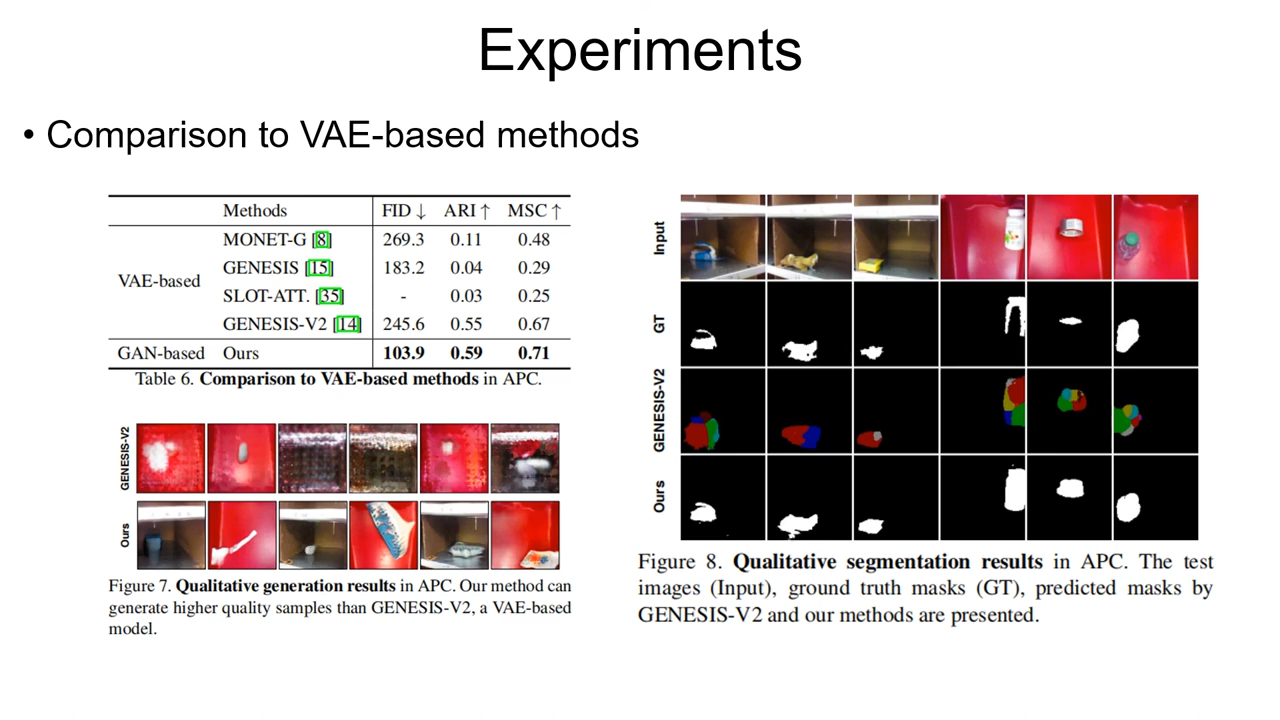 Experiments
• Comparison to VAE-based methods
Methods FID ↓ ARI ↑ MSC ↑
VAE-based
MONET-G [8] 269.3 0.11 0.48
GENESIS [15] 183.2 0.04 0.29
SLOT-ATT. [35] - 0.03 0.25
GENESIS-V2 [14] 245.6 0.55 0.67
GAN-based Ours 103.9 0.59 0.71
Table 6. Comparison to VAE-based methods in APC.
GENESIS-V2
Ours
Figure 7. Qualitative generation results in APC. Our method can
generate higher quality samples than GENESIS-V2, a VAE-based
model.
Input
GT
GENESIS-V2
Ours
Figure 8. Qualitative segmentation results in APC. The test
images (Input), ground truth masks (GT), predicted masks by
GENESIS-V2 and our methods are presented.